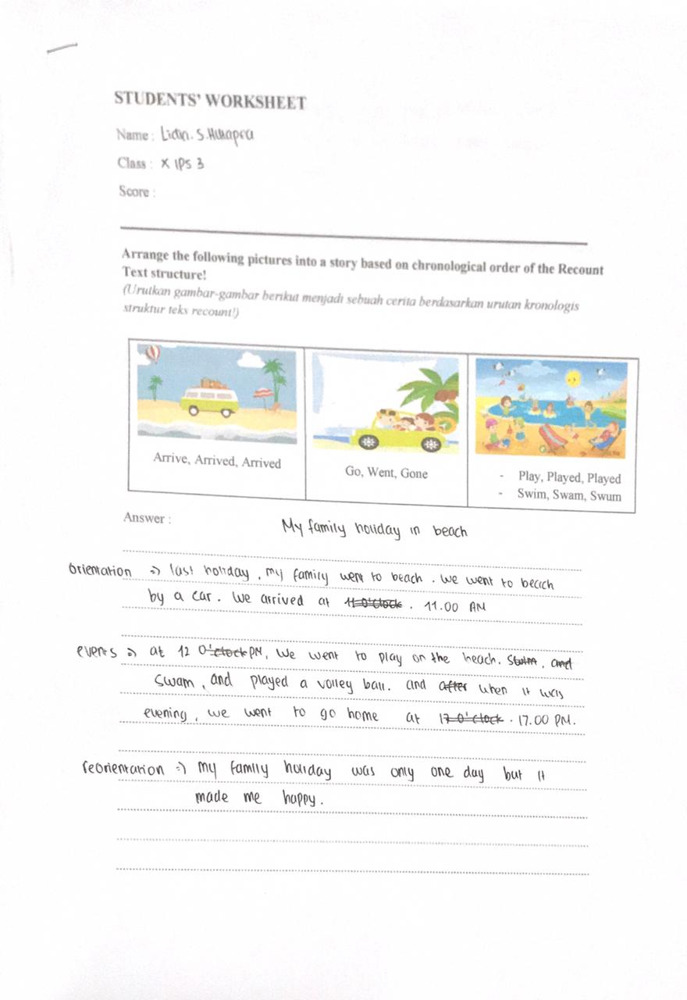 STUDENTS' WORKSHEET
Name : Lidin. S.
Class : X IPS 3
Score :
Arrange the following pictures into a story based on chronological order of the Recount
Text structure!
(Urutkan gambar-gambar berikut menjadi sebuah cerita berdasarkan urutan kronologis
struktur teks recount!)
Arrive, Arrived, Arrived
Go, Went, Gone
- Play, Played, Played
- Swim, Swam, Swum
Answer :
My family holiday in beach
Orientation => last holiday, my family went to beach. we went to beach
by a car. we arrived at 11 O'clock. 11.00 AM
events => at 12 O'clock PM, we went to play on the beach. Swim, and
swam, and played a volley ball. and after when it was
evening, we went to go home at 17 O'clock. 17.00 PM.
reorientation => my family holiday was only one day but it
made me happy.